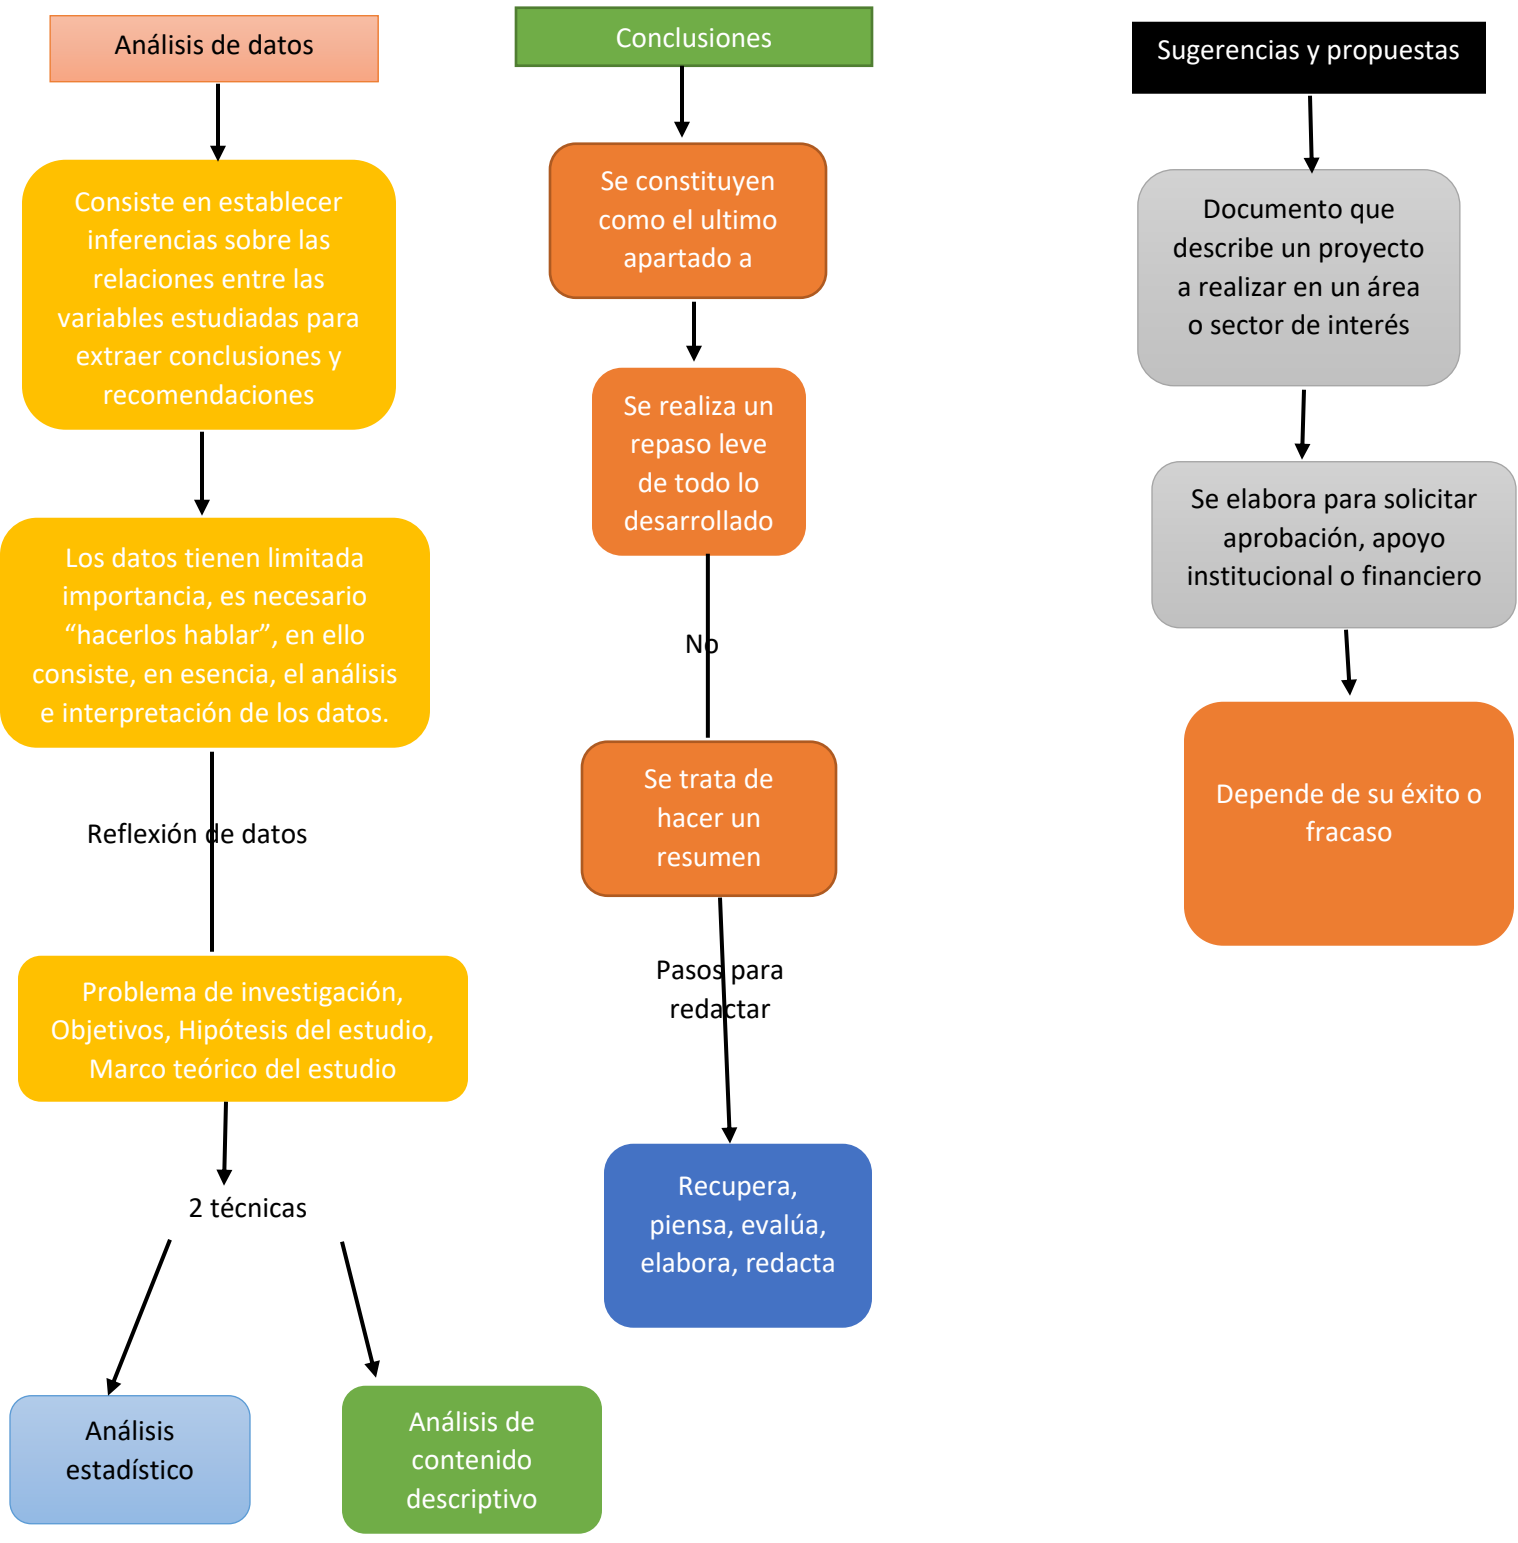 Análisis de datos
Consiste en establecer
inferencias sobre las
relaciones entre las
variables estudiadas para
extraer conclusiones y
recomendaciones
Los datos tienen limitada
importancia, es necesario
“hacerlos hablar”, en ello
consiste, en esencia, el análisis
e interpretación de los datos.
Reflexión de datos
Problema de investigación,
Objetivos, Hipótesis del estudio,
Marco teórico del estudio
2 técnicas
Análisis
estadístico
Análisis de
contenido
descriptivo
Conclusiones
Se constituyen
como el ultimo
apartado a
Se realiza un
repaso leve
de todo lo
desarrollado
No
Se trata de
hacer un
resumen
Pasos para
redactar
Recupera,
piensa, evalúa,
elabora, redacta
Sugerencias y propuestas
Documento que
describe un proyecto
a realizar en un área
o sector de interés
Se elabora para solicitar
aprobación, apoyo
institucional o financiero
Depende de su éxito o
fracaso